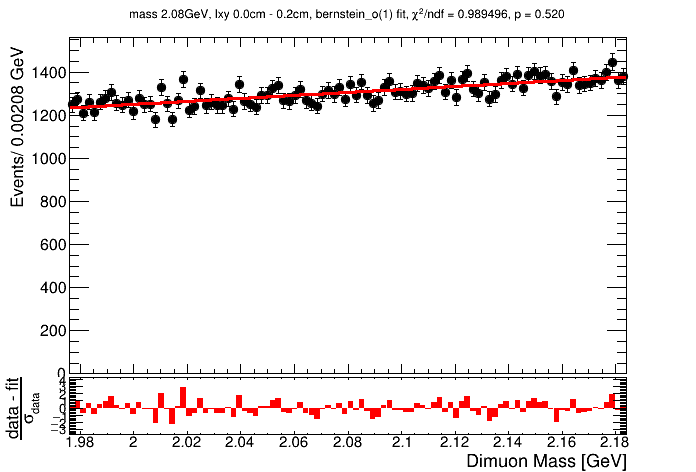 mass 2.08GeV, lxy 0.0cm - 0.2cm, bernstein_o(1) fit, χ²/ndf = 0.989496, p = 0.520
Events/ 0.00208 GeV
1400
1200
1000
800
600
400
200
0
data - fit
σdata
4
3
2
1
0
−1
−2
−3
1.98 2 2.02 2.04 2.06 2.08 2.1 2.12 2.14 2.16 2.18
Dimuon Mass [GeV]